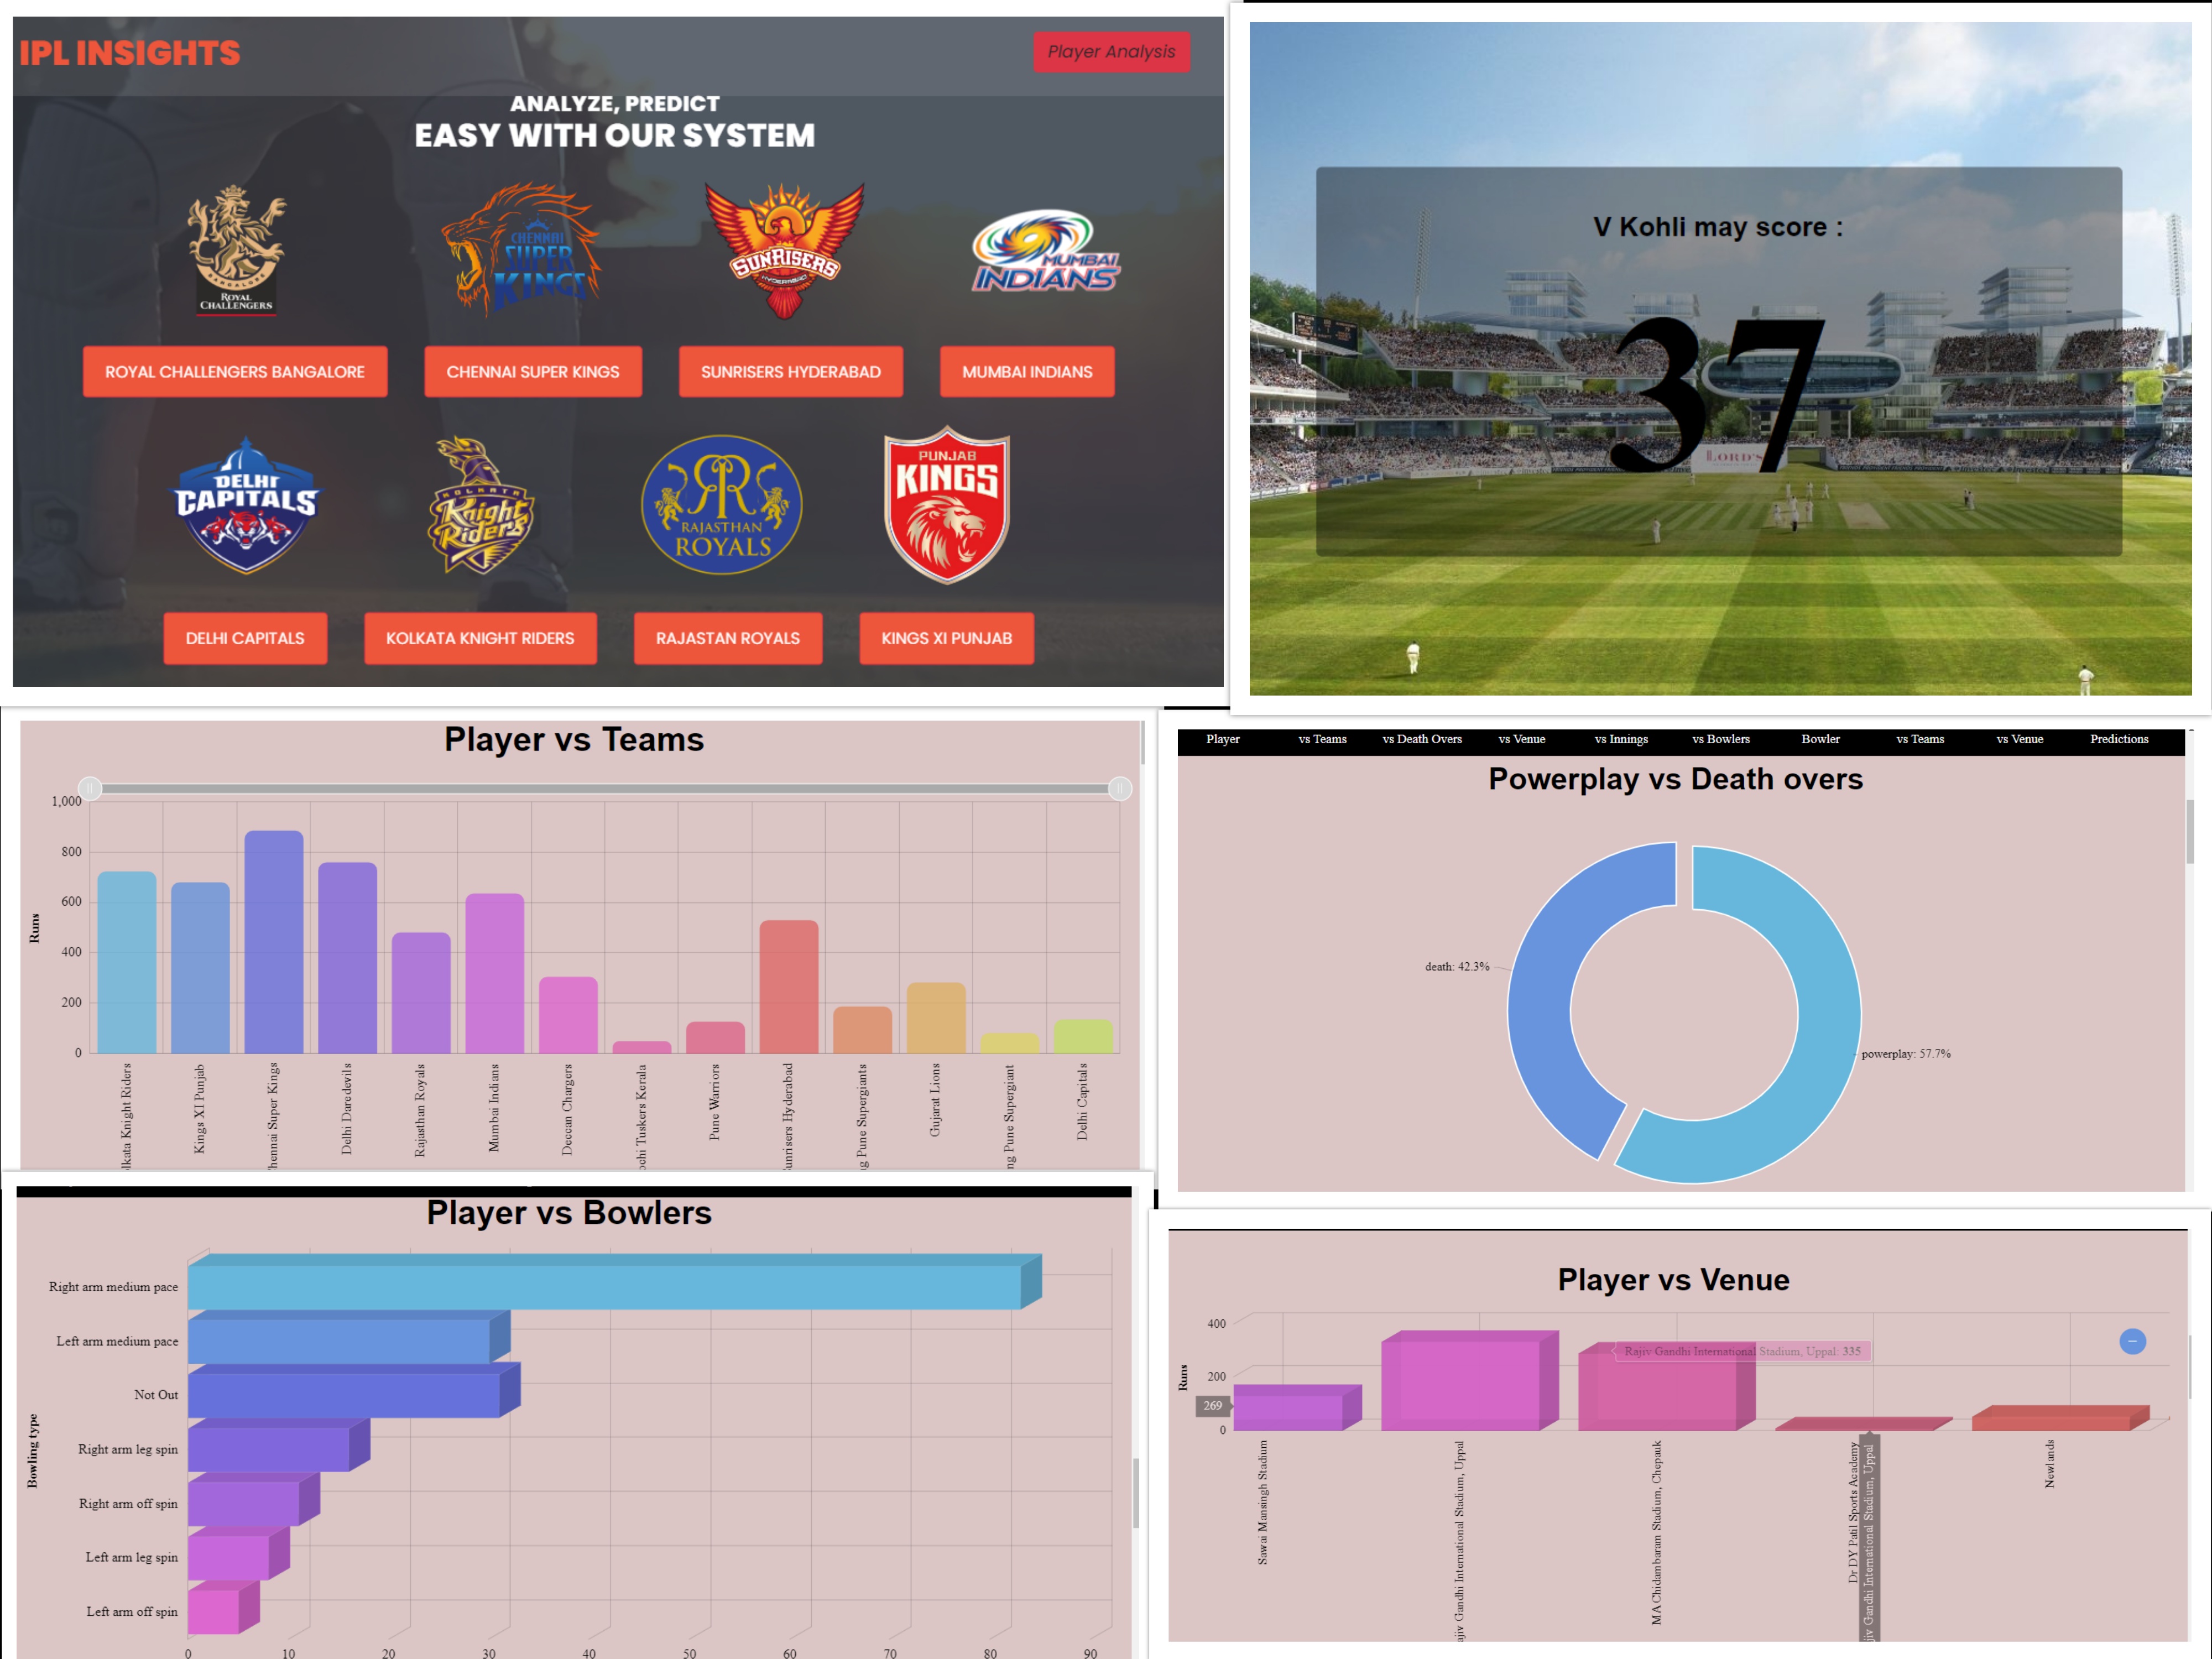 IPL INSIGHTS
Player Analysis
ANALYZE, PREDICT
EASY WITH OUR SYSTEM
ROYAL
CHALLENGERS
CHENNAI
SUPER
KINGS
SUNRISERS
HYDERABAD
MUMBAI
INDIANS
ROYAL CHALLENGERS BANGALORE
CHENNAI SUPER KINGS
SUNRISERS HYDERABAD
MUMBAI INDIANS
DELHI
CAPITALS
KOLKATA
Knight
Riders
RR
RAJASTHAN
ROYALS
PUNJAB
KINGS
DELHI CAPITALS
KOLKATA KNIGHT RIDERS
RAJASTAN ROYALS
KINGS XI PUNJAB
V Kohli may score :
37
LORD'S
Player vs Teams
1,000
800
600
400
200
0
Runs
lkata Knight Riders
Kings XI Punjab
hennai Super Kings
Delhi Daredevils
Rajasthan Royals
Mumbai Indians
Deccan Chargers
ochi Tuskers Kerala
Pune Warriors
unrisers Hyderabad
g Pune Supergiants
Gujarat Lions
ng Pune Supergiant
Delhi Capitals
Player vs Teams vs Death Overs vs Venue vs Innings vs Bowlers Bowler vs Teams vs Venue Predictions
Powerplay vs Death overs
death: 42.3%
powerplay: 57.7%
Player vs Bowlers
Bowling type
Right arm medium pace
Left arm medium pace
Not Out
Right arm leg spin
Right arm off spin
Left arm leg spin
Left arm off spin
0 10 20 30 40 50 60 70 80 90
Player vs Venue
Runs
400
200
0
269
Rajiv Gandhi International Stadium, Uppal: 335
Sawai Mansingh Stadium
ajiv Gandhi International Stadium, Uppal
MA Chidambaram Stadium, Chepauk
Dr DY Patil Sports Academy
jiv Gandhi International Stadium, Uppal
Newlands